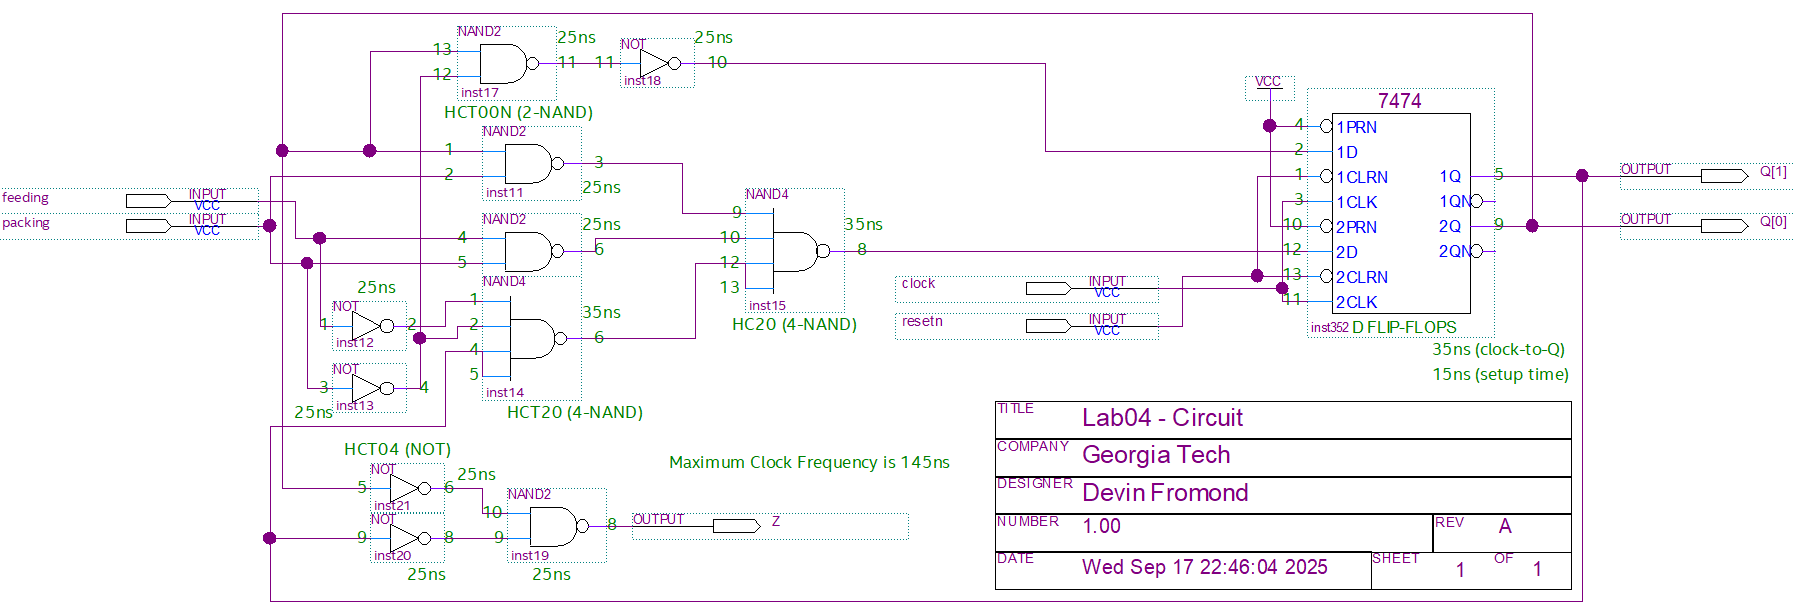 NAND2
25ns
13
12
11
inst17
HCT00N (2-NAND)
NOT
25ns
11
10
inst18
NAND2
1
2
3
inst11
25ns
feeding
INPUT
VCC
packing
INPUT
VCC
NAND2
25ns
4
5
6
NAND4
35ns
1
2
4
5
6
inst14
HCT20 (4-NAND)
25ns
NOT
1
2
inst12
NOT
3
4
inst13
25ns
NAND4
35ns
9
10
12
13
8
inst15
HC20 (4-NAND)
clock
INPUT
VCC
resetn
INPUT
VCC
VCC
7474
4
1PRN
2
1D
1
1CLRN
3
1CLK
10
2PRN
12
2D
13
2CLRN
11
2CLK
1Q
5
1QN
2Q
9
2QN
inst352
D FLIP-FLOPS
35ns (clock-to-Q)
15ns (setup time)
OUTPUT
Q[1]
OUTPUT
Q[0]
HCT04 (NOT)
NOT
25ns
5
6
inst21
NOT
9
8
inst20
25ns
NAND2
10
9
8
inst19
25ns
OUTPUT
Z
Maximum Clock Frequency is 145ns
TITLE
Lab04 - Circuit
COMPANY
Georgia Tech
DESIGNER
Devin Fromond
NUMBER
1.00
REV
A
DATE
Wed Sep 17 22:46:04 2025
SHEET
1
OF
1